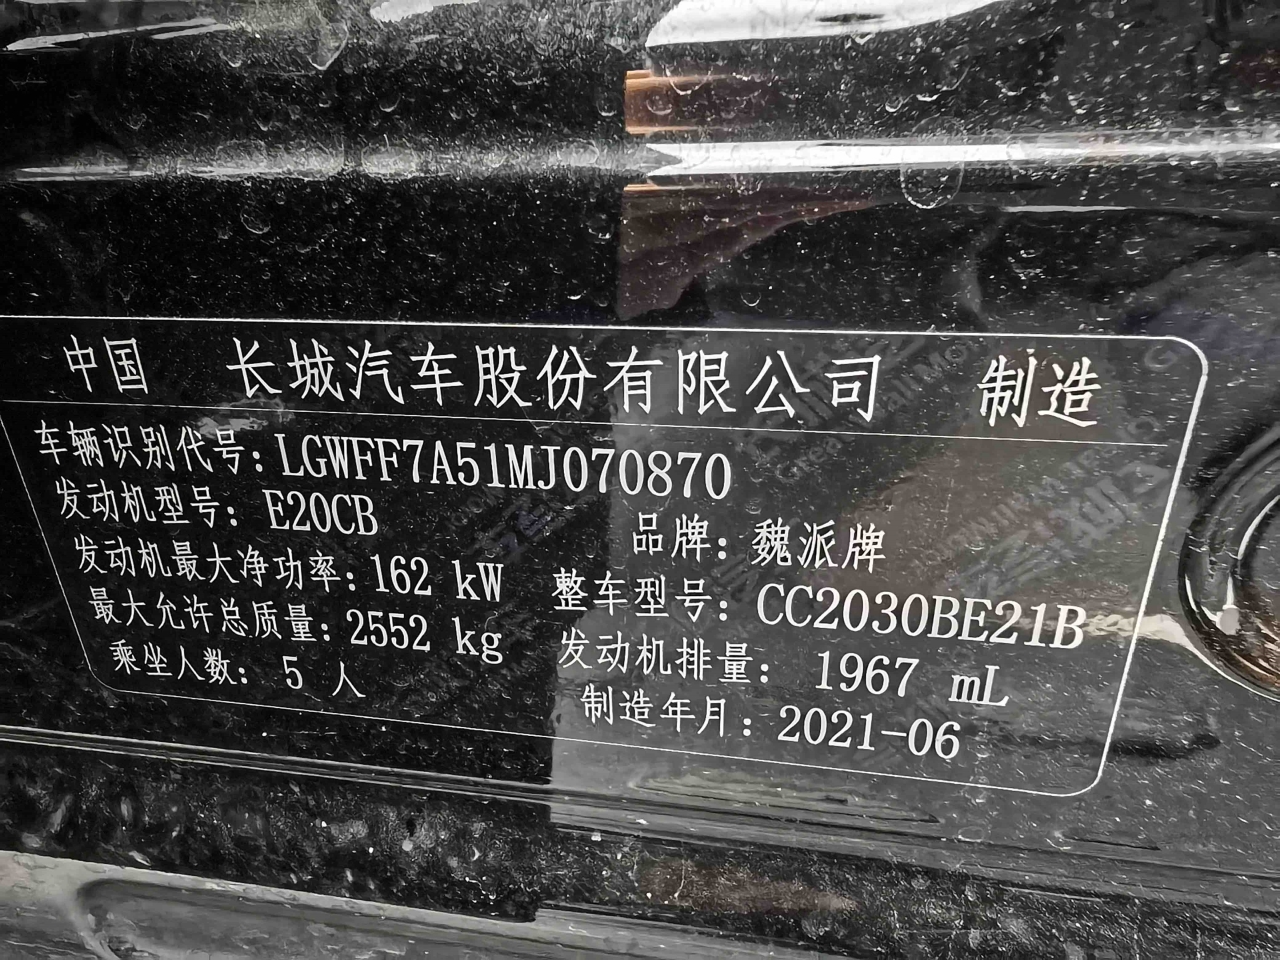 中国 长城汽车股份有限公司 制造
车辆识别代号：LGWFF7A51MJ070870
发动机型号：E20CB 品牌：魏派牌
发动机最大净功率：162 kW 整车型号：CC2030BE21B
最大允许总质量：2552 kg 发动机排量：1967 mL
乘坐人数：5 人 制造年月：2021-06